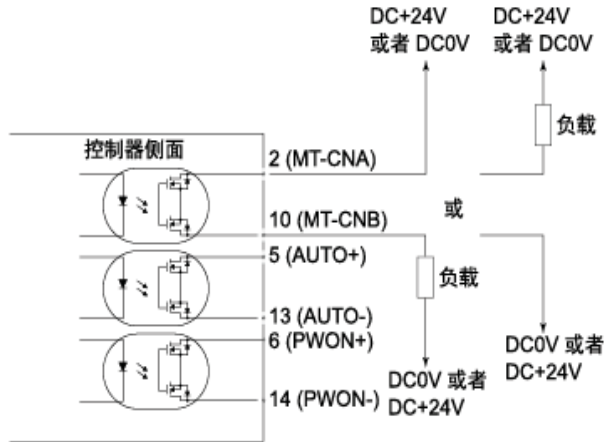 DC+24V
或者 DC0V
DC+24V
或者 DC0V
负载
控制器侧面
2 (MT-CNA)
10 (MT-CNB)
或
5 (AUTO+)
负载
13 (AUTO-)
6 (PWON+)
DC0V 或者
DC+24V
DC0V 或者
DC+24V
14 (PWON-)